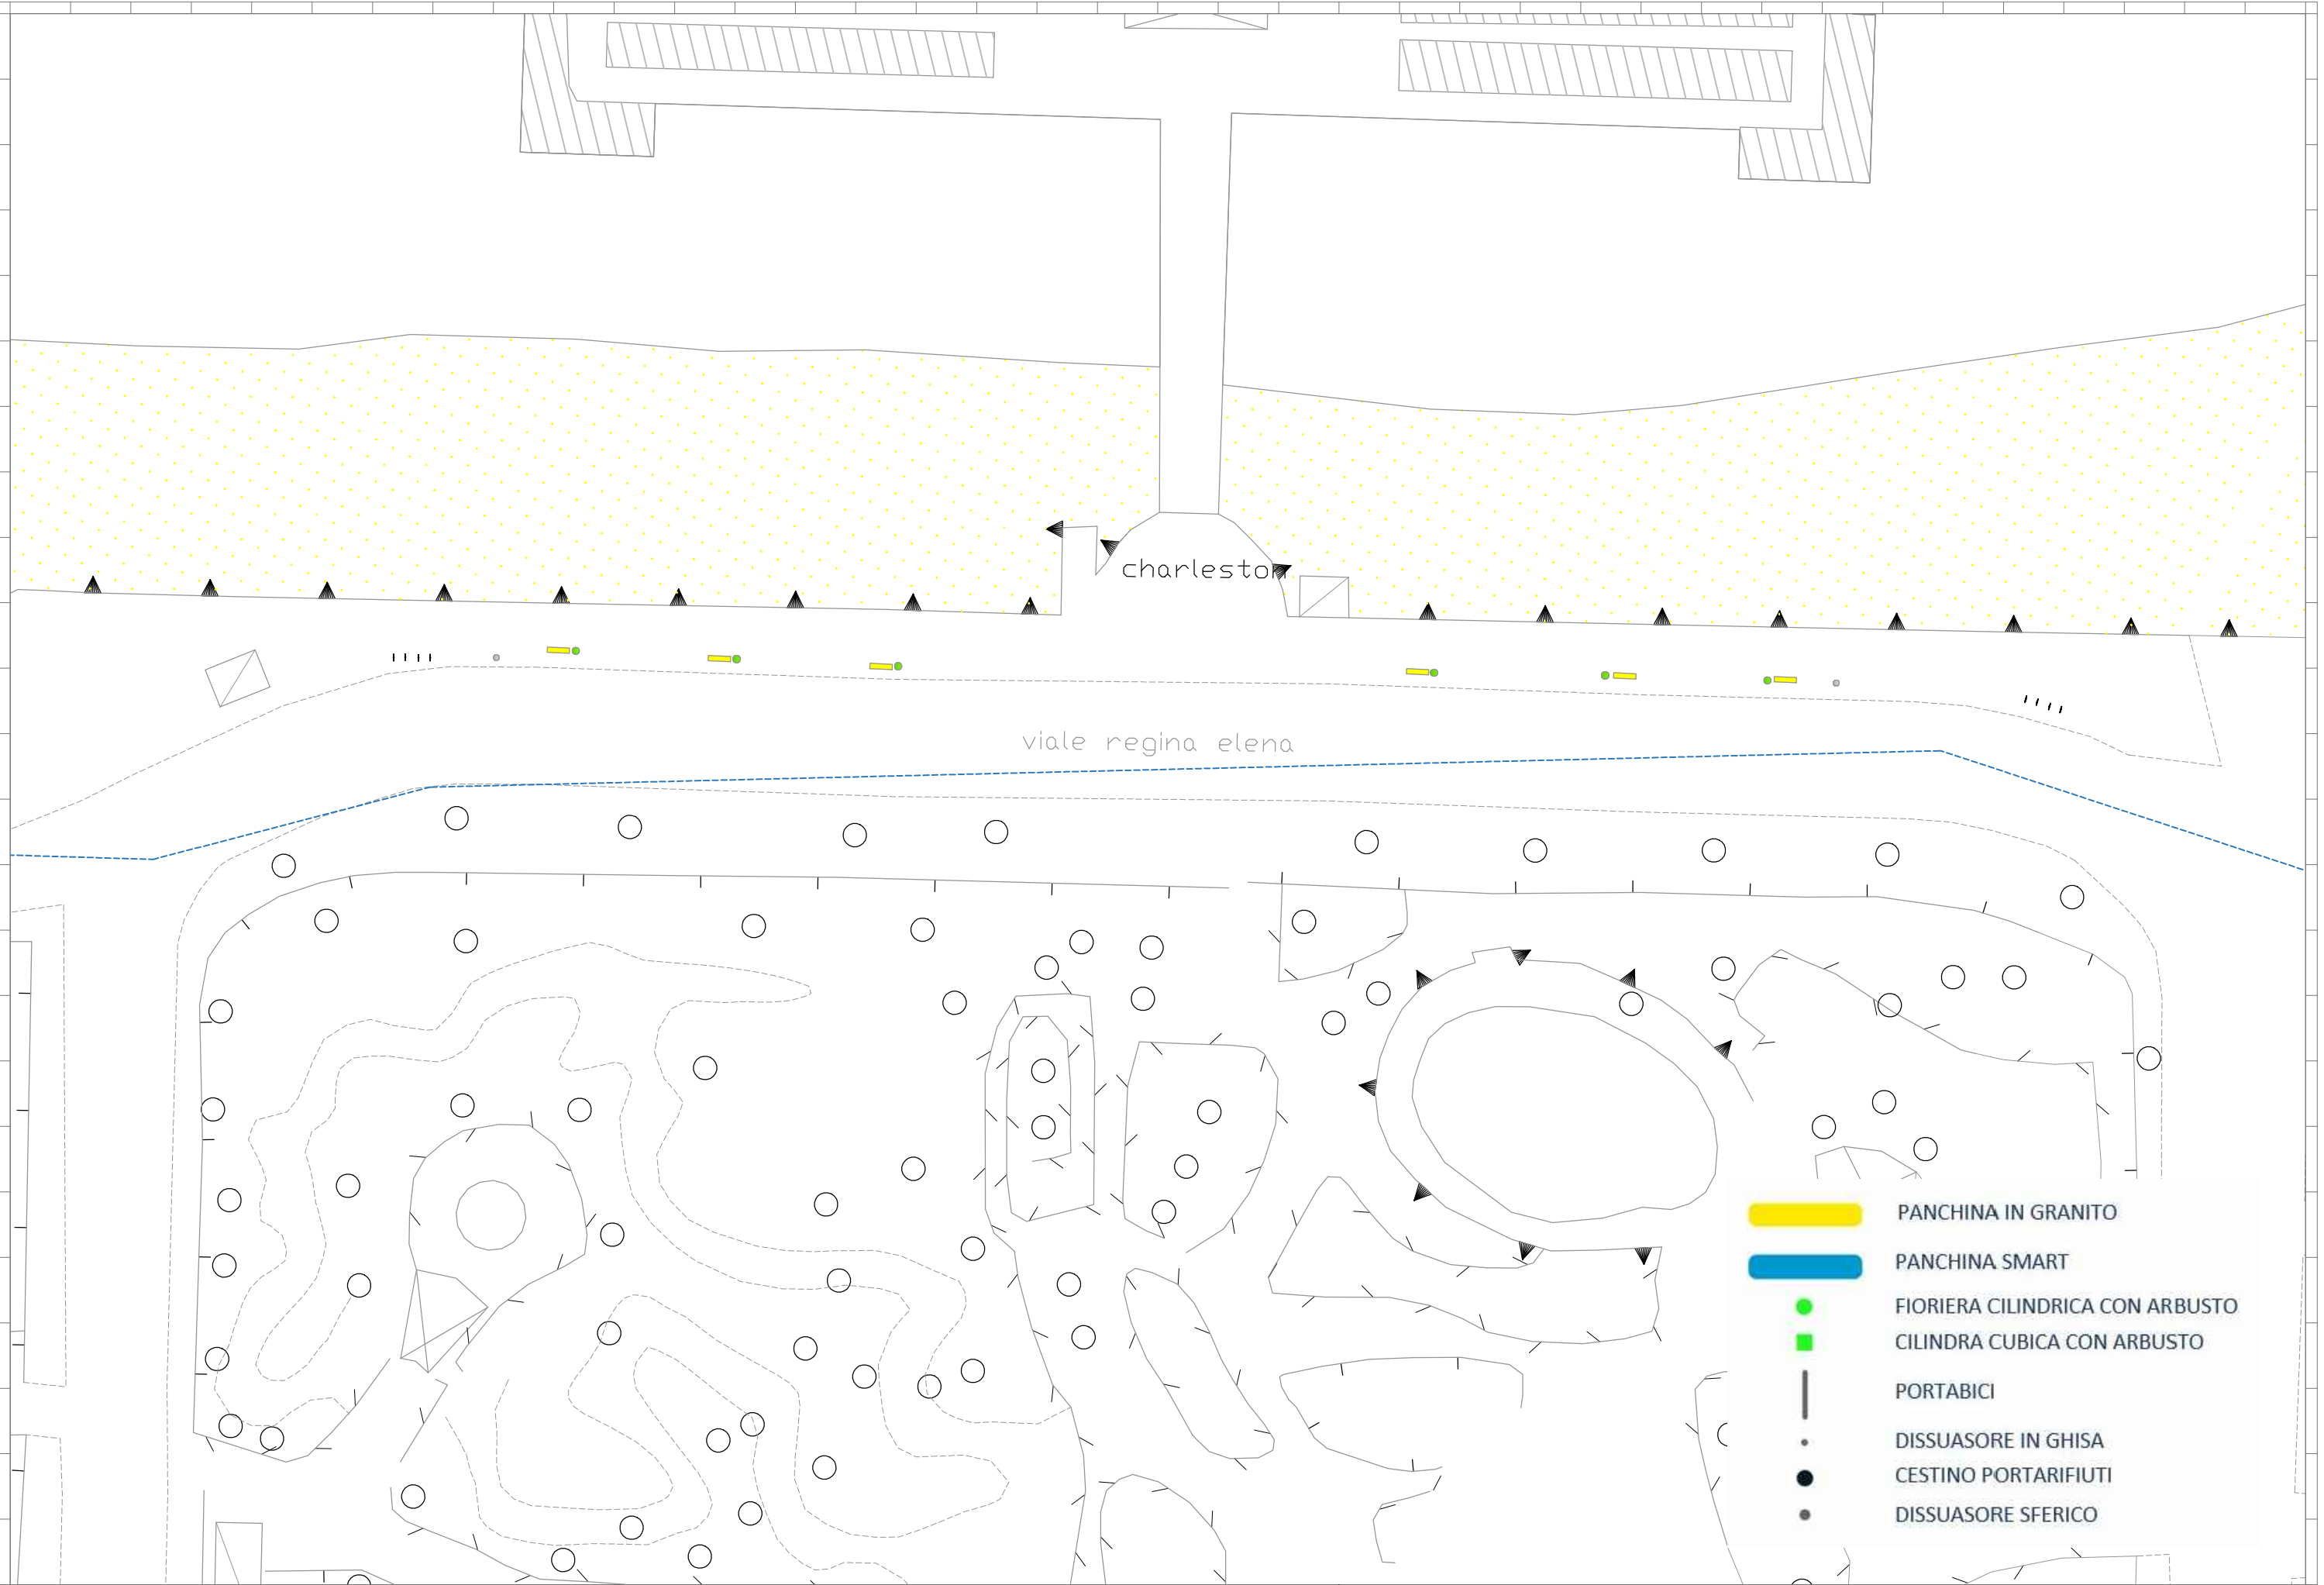 charleston
viale regina elena
PANCHINA IN GRANITO
PANCHINA SMART
FIORIERA CILINDRICA CON ARBUSTO
CILINDRA CUBICA CON ARBUSTO
PORTABICI
DISSUASORE IN GHISA
CESTINO PORTARIFIUTI
DISSUASORE SFERICO